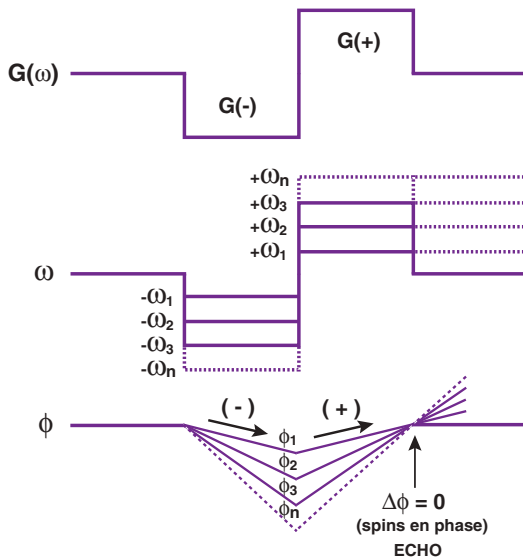 G(+)
G(ω)
G(-)
+ωn
+ω3
+ω2
+ω1
ω
-ω1
-ω2
-ω3
-ωn
(-) (+)
ϕ
ϕ1
ϕ2
ϕ3
ϕn
Δϕ = 0
(spins en phase)
ECHO